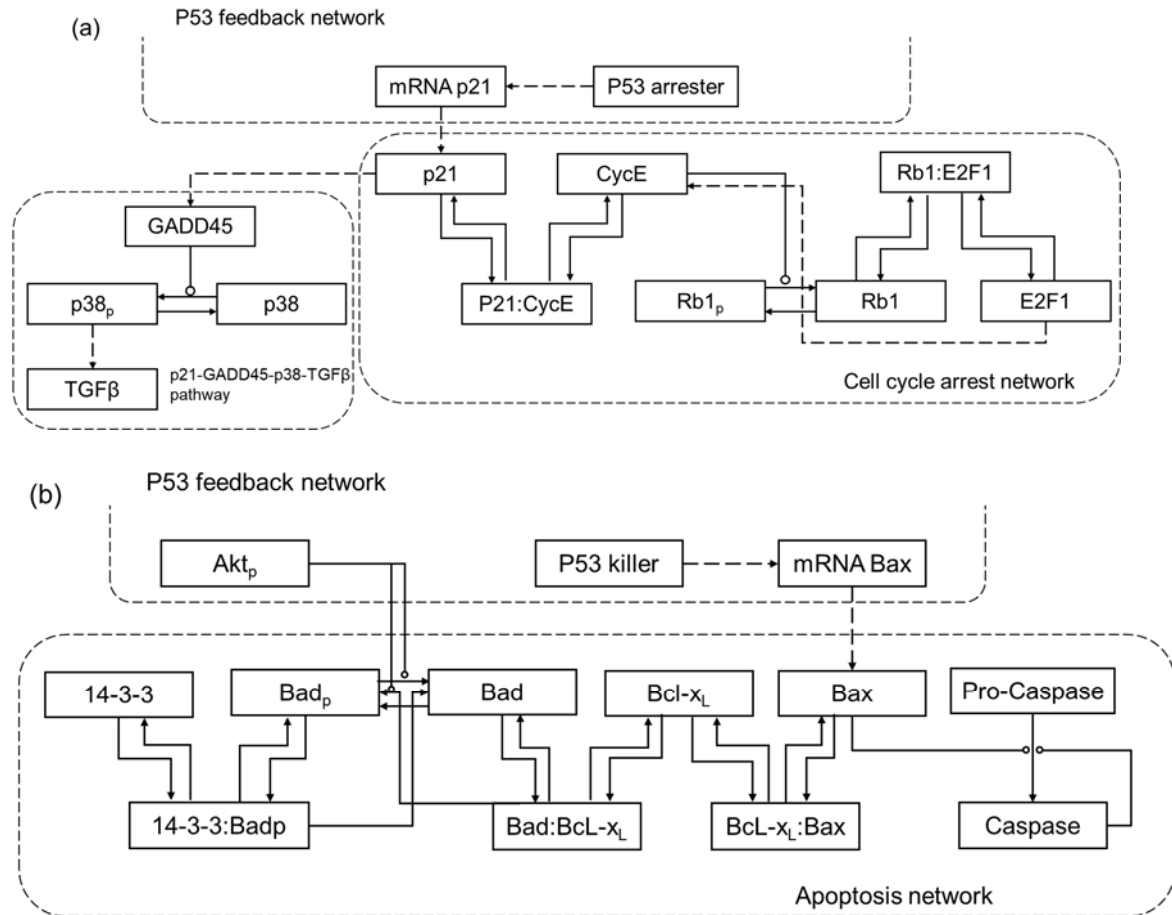 (a)
P53 feedback network
mRNA p21
P53 arrester
p21
CycE
Rb1:E2F1
GADD45
P21:CycE
Rb1p
Rb1
E2F1
p38p
p38
TGFβ
p21-GADD45-p38-TGFβ
pathway
Cell cycle arrest network
(b)
P53 feedback network
Aktp
P53 killer
mRNA Bax
14-3-3
Badp
Bad
Bcl-xL
Bax
Pro-Caspase
14-3-3:Badp
Bad:BcL-xL
BcL-xL:Bax
Caspase
Apoptosis network